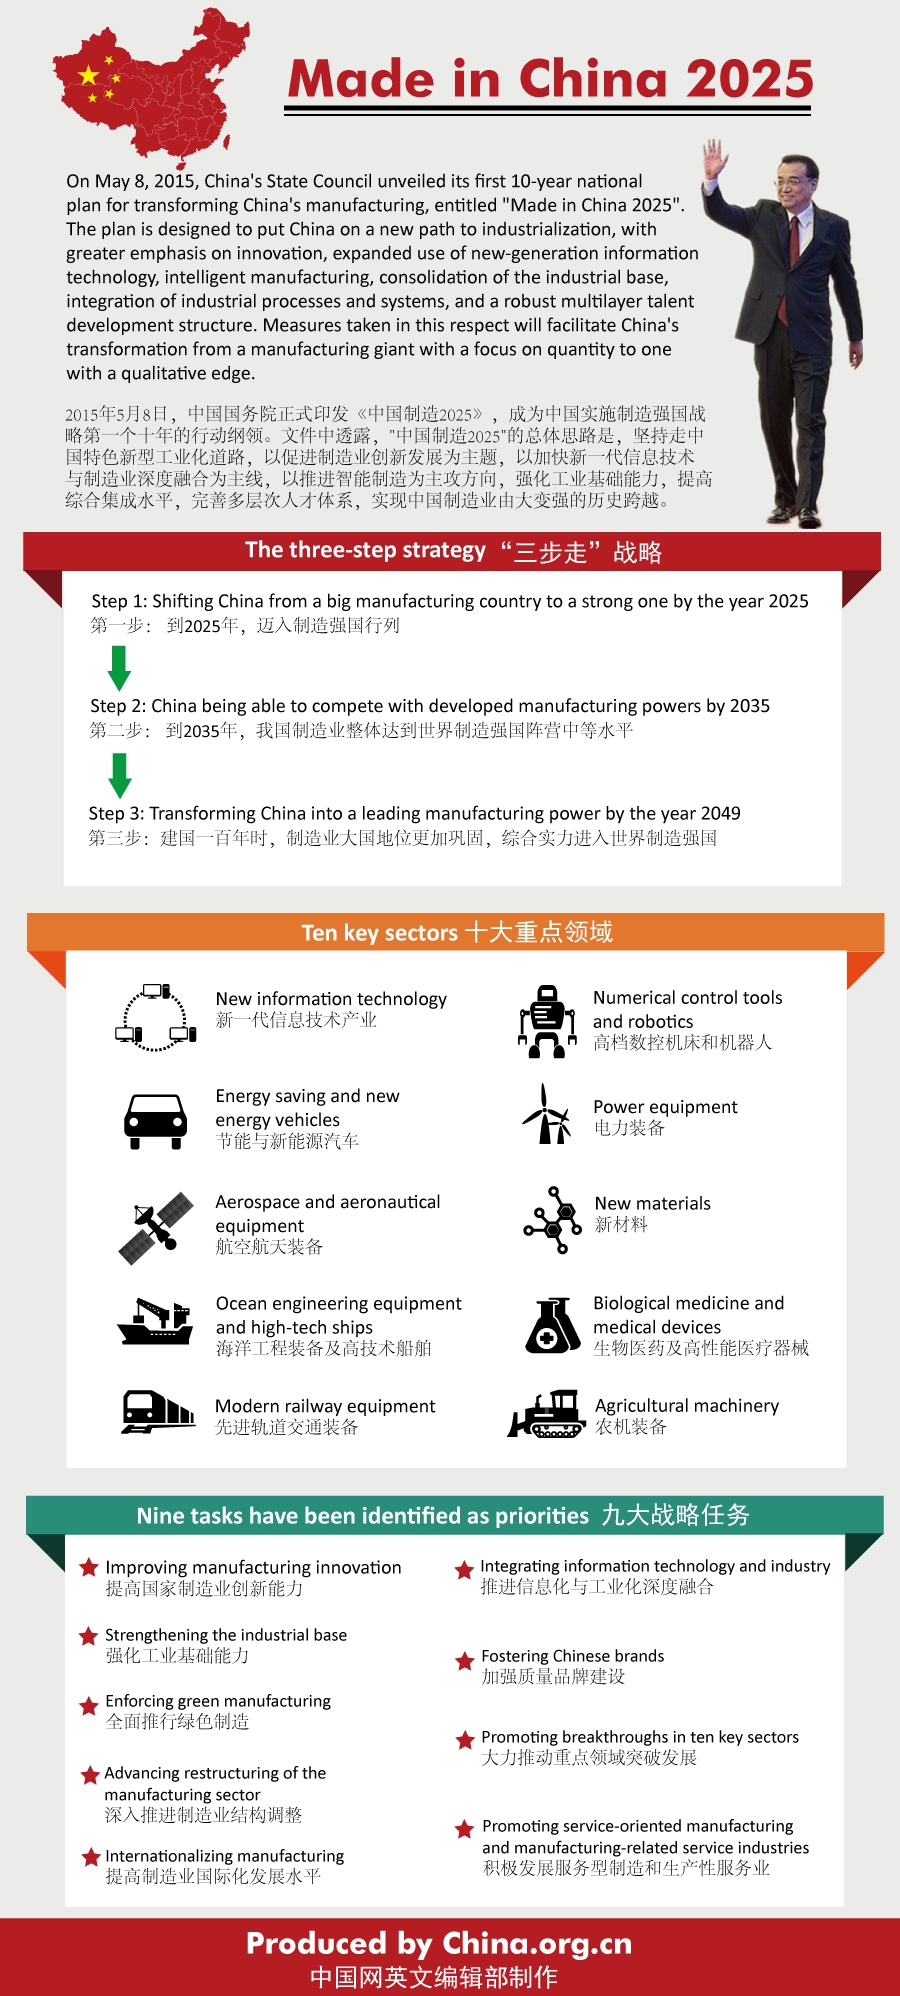 Made in China 2025
On May 8, 2015, China's State Council unveiled its first 10-year national
plan for transforming China's manufacturing, entitled "Made in China 2025".
The plan is designed to put China on a new path to industrialization, with
greater emphasis on innovation, expanded use of new-generation information
technology, intelligent manufacturing, consolidation of the industrial base,
integration of industrial processes and systems, and a robust multilayer talent
development structure. Measures taken in this respect will facilitate China's
transformation from a manufacturing giant with a focus on quantity to one
with a qualitative edge.
2015年5月8日，中国国务院正式印发《中国制造2025》，成为中国实施制造强国战
略第一个十年的行动纲领。文件中透露，"中国制造2025"的总体思路是，坚持走中
国特色新型工业化道路，以促进制造业创新发展为主题，以加快新一代信息技术
与制造业深度融合为主线，以推进智能制造为主攻方向，强化工业基础能力，提高
综合集成水平，完善多层次人才体系，实现中国制造业由大变强的历史跨越。
The three-step strategy “三步走”战略
Step 1: Shifting China from a big manufacturing country to a strong one by the year 2025
第一步： 到2025年，迈入制造强国行列
Step 2: China being able to compete with developed manufacturing powers by 2035
第二步： 到2035年，我国制造业整体达到世界制造强国阵营中等水平
Step 3: Transforming China into a leading manufacturing power by the year 2049
第三步：建国一百年时，制造业大国地位更加巩固，综合实力进入世界制造强国
Ten key sectors 十大重点领域
New information technology
新一代信息技术产业
Numerical control tools
and robotics
高档数控机床和机器人
Energy saving and new
energy vehicles
节能与新能源汽车
Power equipment
电力装备
Aerospace and aeronautical
equipment
航空航天装备
New materials
新材料
Ocean engineering equipment
and high-tech ships
海洋工程装备及高技术船舶
Biological medicine and
medical devices
生物医药及高性能医疗器械
Modern railway equipment
先进轨道交通装备
Agricultural machinery
农机装备
Nine tasks have been identified as priorities 九大战略任务
Improving manufacturing innovation
提高国家制造业创新能力
Integrating information technology and industry
推进信息化与工业化深度融合
Strengthening the industrial base
强化工业基础能力
Fostering Chinese brands
加强质量品牌建设
Enforcing green manufacturing
全面推行绿色制造
Promoting breakthroughs in ten key sectors
大力推动重点领域突破发展
Advancing restructuring of the
manufacturing sector
深入推进制造业结构调整
Promoting service-oriented manufacturing
and manufacturing-related service industries
积极发展服务型制造和生产性服务业
Internationalizing manufacturing
提高制造业国际化发展水平
Produced by China.org.cn
中国网英文编辑部制作